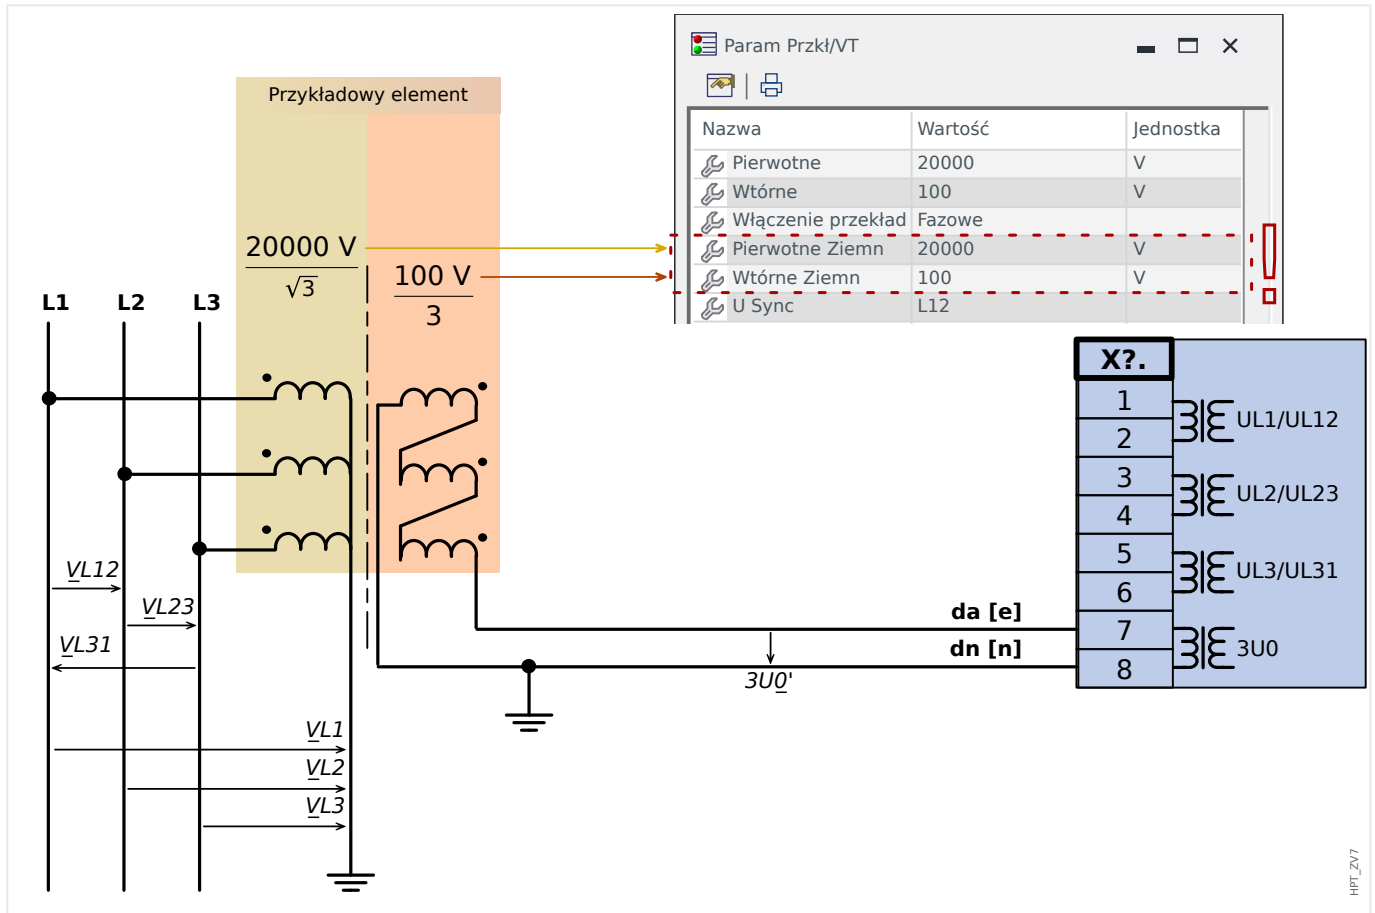 Param Przkł/VT
Nazwa Wartość Jednostka
Pierwotne 20000 V
Wtórne 100 V
Włączenie przekład Fazowe
Pierwotne Ziemn 20000 V
Wtórne Ziemn 100 V
U Sync L12
Przykładowy element
20000 V
√3
100 V
3
L1 L2 L3
VL12
VL23
VL31
VL1
VL2
VL3
da [e]
dn [n]
3U0'
X?.
1
2
3
4
5
6
7
8
UL1/UL12
UL2/UL23
UL3/UL31
3U0
HPT_ZV7